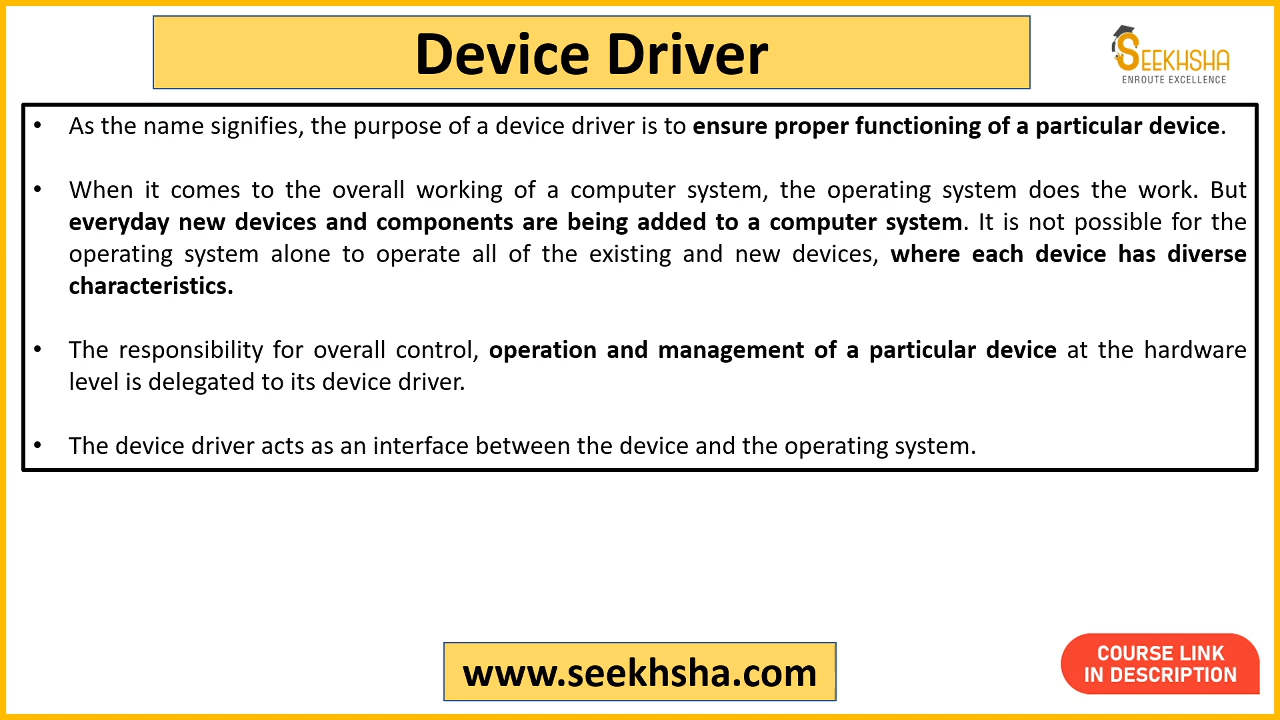 Device Driver
SEEKHSHA
ENROUTE EXCELLENCE
• As the name signifies, the purpose of a device driver is to ensure proper functioning of a particular device.
• When it comes to the overall working of a computer system, the operating system does the work. But
everyday new devices and components are being added to a computer system. It is not possible for the
operating system alone to operate all of the existing and new devices, where each device has diverse
characteristics.
• The responsibility for overall control, operation and management of a particular device at the hardware
level is delegated to its device driver.
• The device driver acts as an interface between the device and the operating system.
www.seekhsha.com
COURSE LINK
IN DESCRIPTION